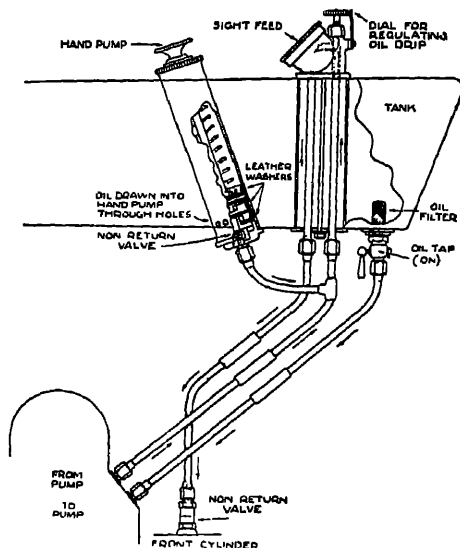 HAND PUMP
SIGHT FEED
DIAL FOR
REGULATING
OIL DRIP
TANK
LEATHER
WASHERS
OIL DRAWN INTO
HAND PUMP
THROUGH HOLES
NON RETURN
VALVE
OIL
FILTER
OIL TAP
(ON)
FROM
PUMP
TO
PUMP
NON RETURN
VALVE
FRONT CYLINDER